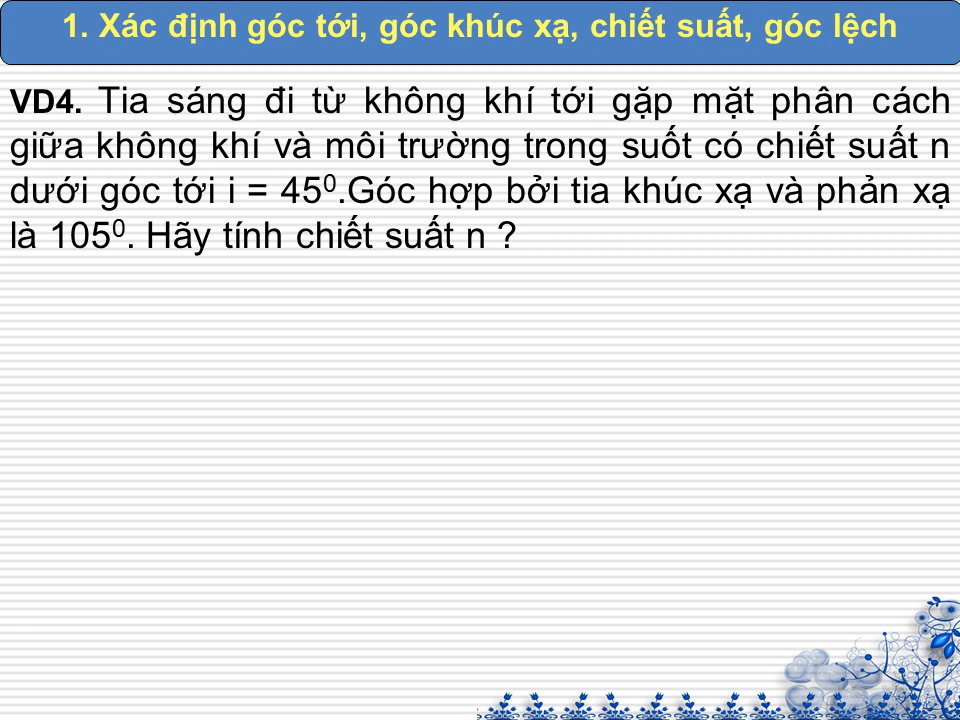 1. Xác định góc tới, góc khúc xạ, chiết suất, góc lệch
VD4. Tia sáng đi từ không khí tới gặp mặt phân cách
giữa không khí và môi trường trong suốt có chiết suất n
dưới góc tới i = 45⁰.Góc hợp bởi tia khúc xạ và phản xạ
là 105⁰. Hãy tính chiết suất n ?